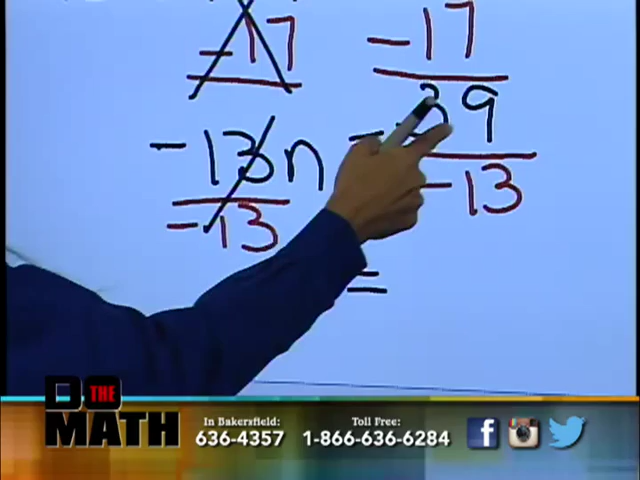 -17 -17
39
-13n =
-13 -13
=
DO THE MATH
In Bakersfield: Toll Free:
636-4357 1-866-636-6284